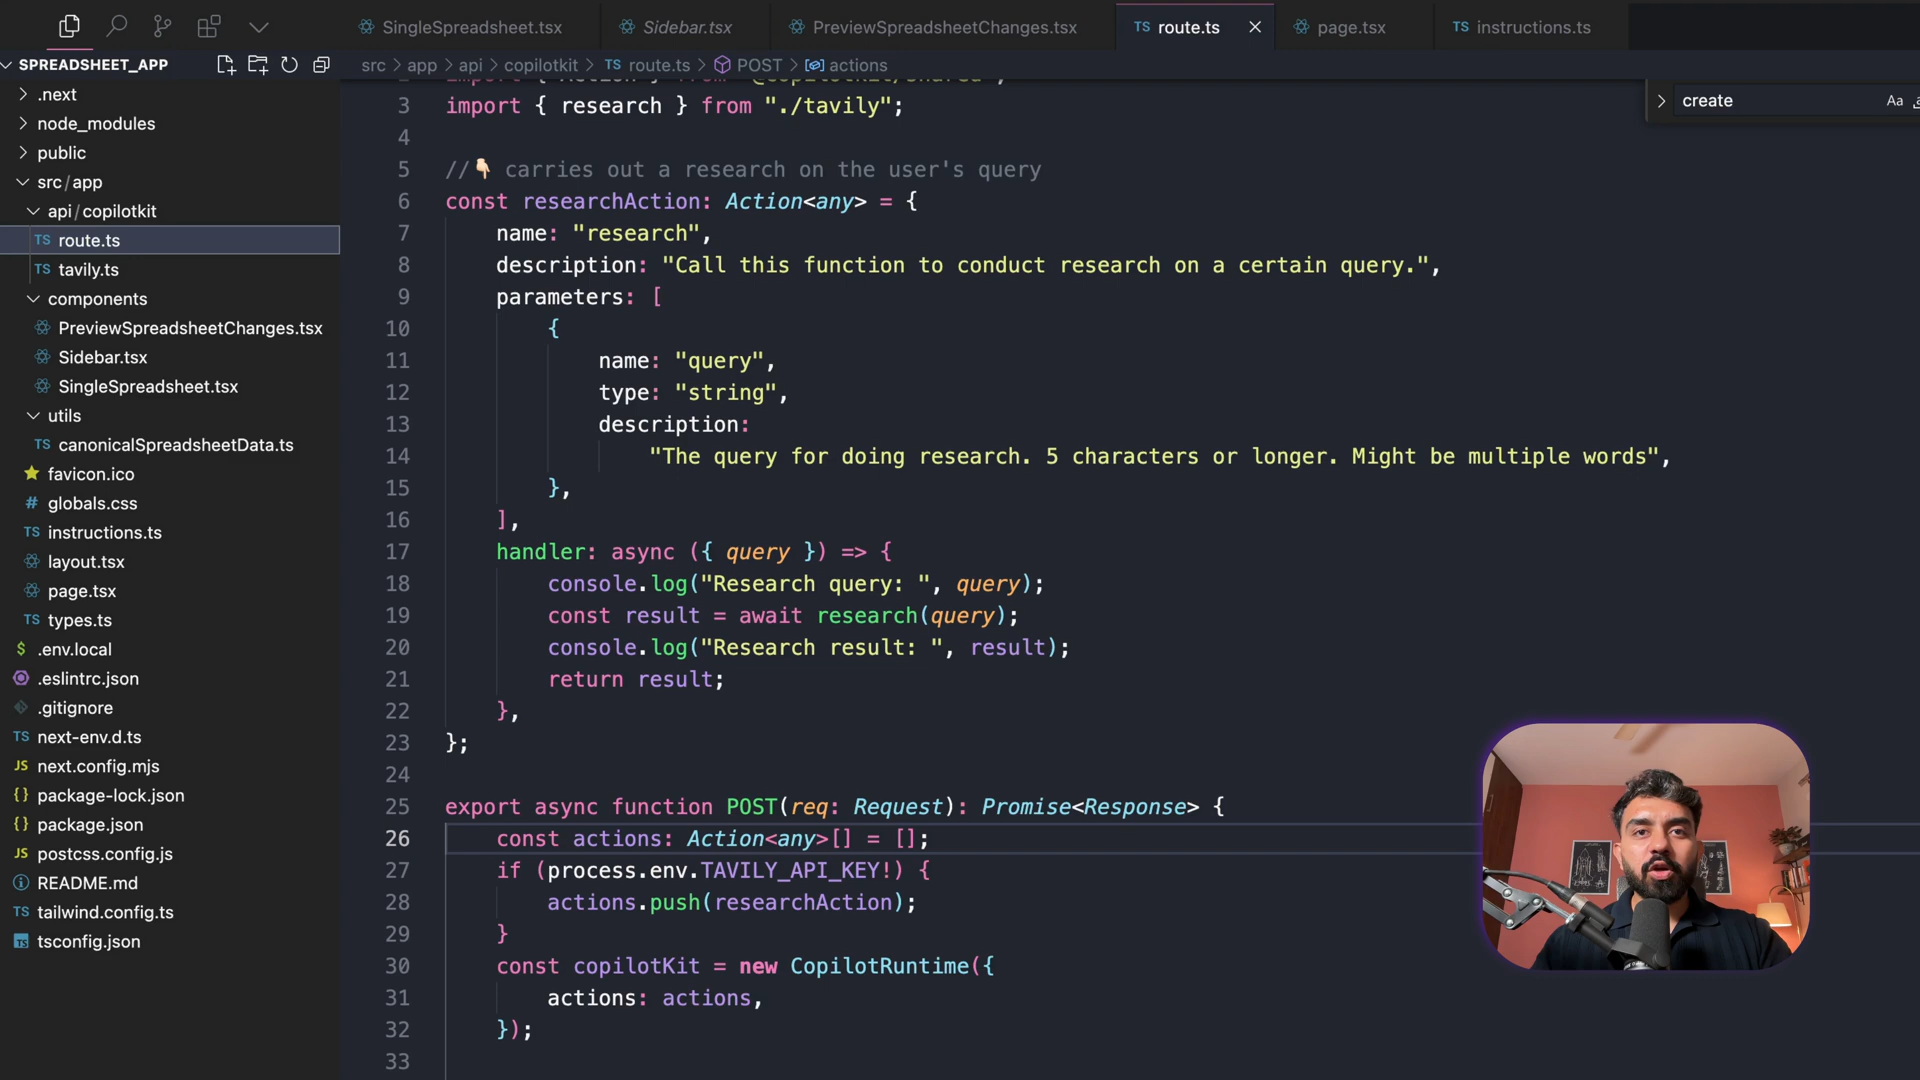 SingleSpreadsheet.tsx
Sidebar.tsx
PreviewSpreadsheetChanges.tsx
TS route.ts
page.tsx
TS instructions.ts
SPREADSHEET_APP
src > app > api > copilotkit > TS route.ts > POST > actions
create
Aa
.next
node_modules
public
src/app
api/copilotkit
TS route.ts
TS tavily.ts
components
PreviewSpreadsheetChanges.tsx
Sidebar.tsx
SingleSpreadsheet.tsx
utils
TS canonicalSpreadsheetData.ts
favicon.ico
# globals.css
TS instructions.ts
layout.tsx
page.tsx
TS types.ts
$ .env.local
.eslintrc.json
.gitignore
TS next-env.d.ts
JS next.config.mjs
{} package-lock.json
{} package.json
JS postcss.config.js
README.md
TS tailwind.config.ts
TS tsconfig.json
3 import { research } from "./tavily";
4
5 //👇🏻 carries out a research on the user's query
6 const researchAction: Action<any> = {
7 name: "research",
8 description: "Call this function to conduct research on a certain query.",
9 parameters: [
10 {
11 name: "query",
12 type: "string",
13 description:
14 "The query for doing research. 5 characters or longer. Might be multiple words",
15 },
16 ],
17 handler: async ({ query }) => {
18 console.log("Research query: ", query);
19 const result = await research(query);
20 console.log("Research result: ", result);
21 return result;
22 },
23 };
24
25 export async function POST(req: Request): Promise<Response> {
26 const actions: Action<any>[] = [];
27 if (process.env.TAVILY_API_KEY!) {
28 actions.push(researchAction);
29 }
30 const copilotKit = new CopilotRuntime({
31 actions: actions,
32 });
33